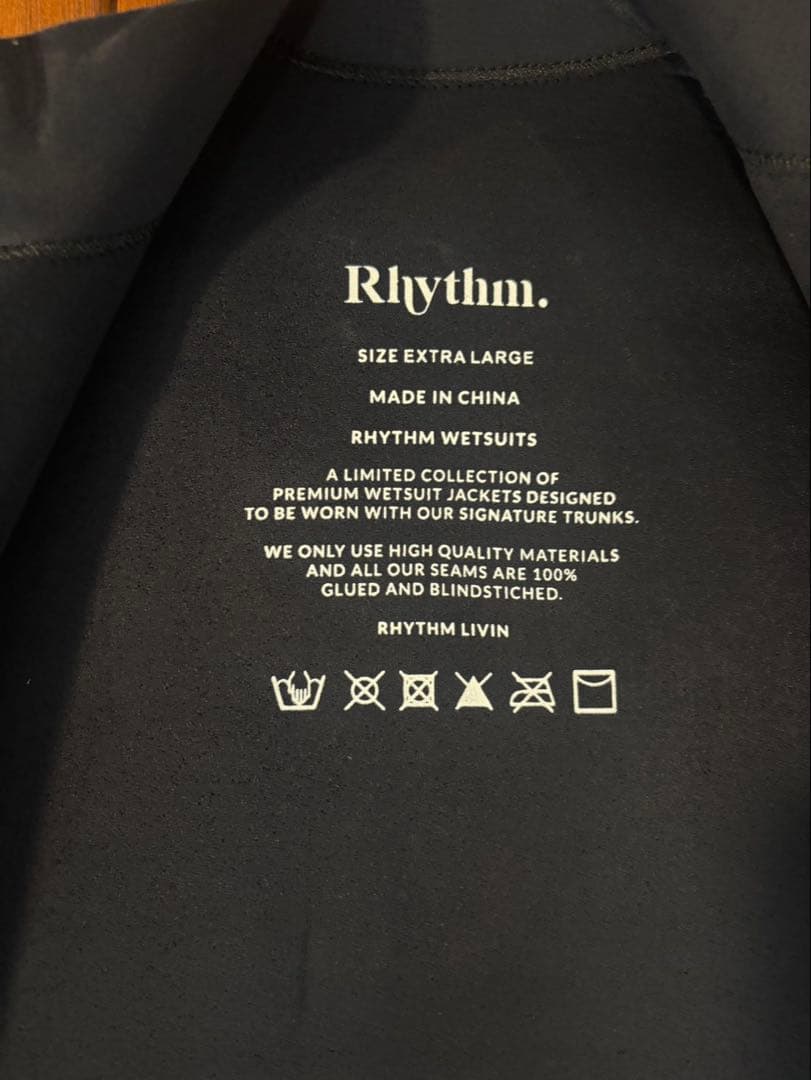 Rhythm.
SIZE EXTRA LARGE
MADE IN CHINA
RHYTHM WETSUITS
A LIMITED COLLECTION OF
PREMIUM WETSUIT JACKETS DESIGNED
TO BE WORN WITH OUR SIGNATURE TRUNKS.
WE ONLY USE HIGH QUALITY MATERIALS
AND ALL OUR SEAMS ARE 100%
GLUED AND BLINDSTICHED.
RHYTHM LIVIN